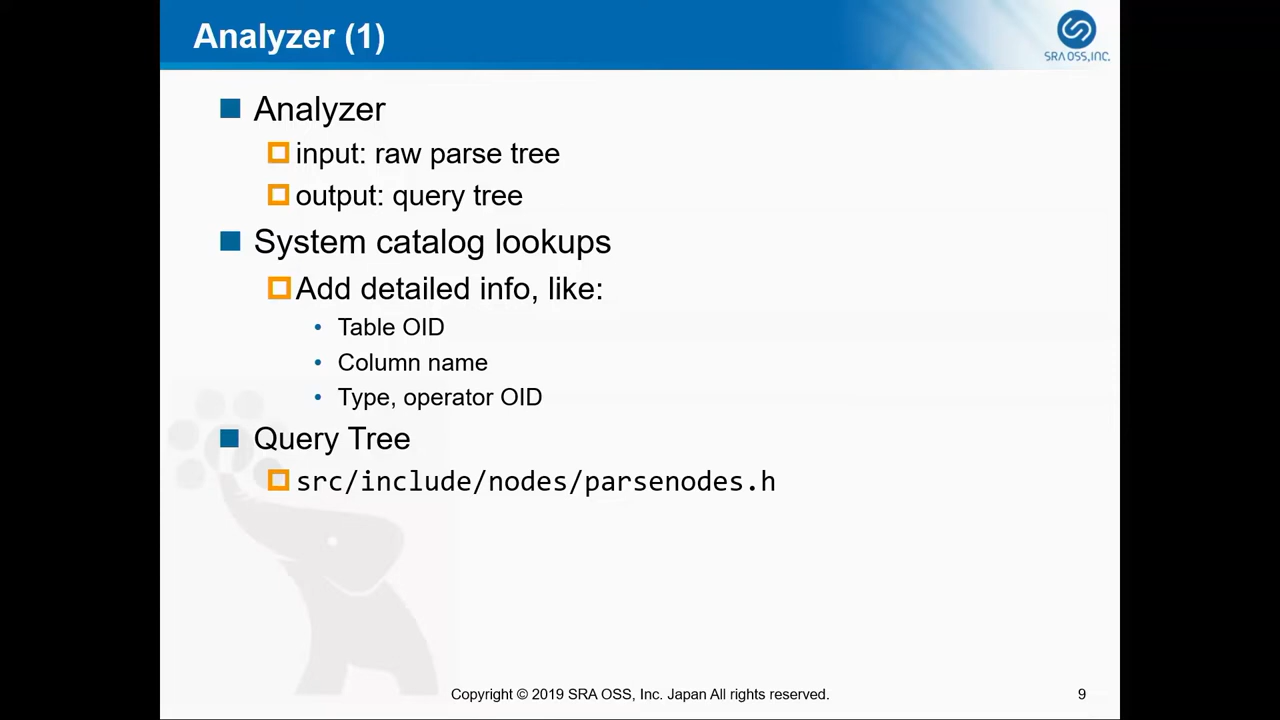 Analyzer (1)
SRA OSS, INC.
Analyzer
input: raw parse tree
output: query tree
System catalog lookups
Add detailed info, like:
• Table OID
• Column name
• Type, operator OID
Query Tree
src/include/nodes/parsenodes.h
Copyright © 2019 SRA OSS, Inc. Japan All rights reserved.
9